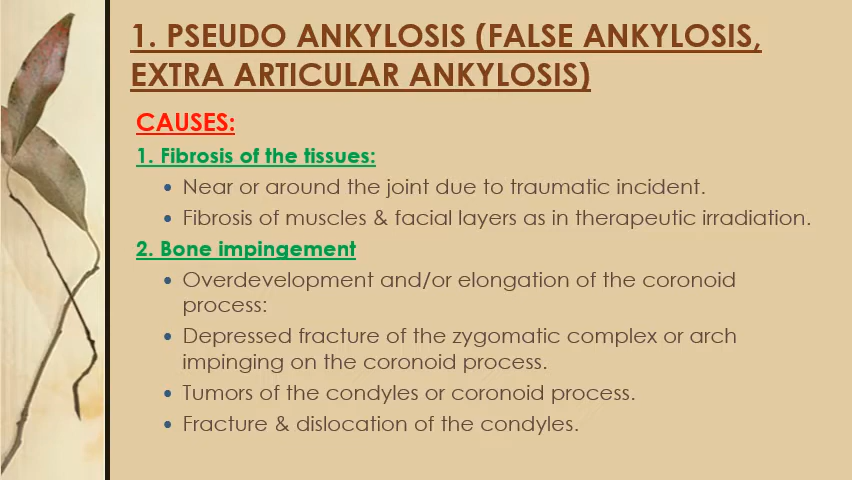 1. PSEUDO ANKYLOSIS (FALSE ANKYLOSIS,
EXTRA ARTICULAR ANKYLOSIS)
CAUSES:
1. Fibrosis of the tissues:
• Near or around the joint due to traumatic incident.
• Fibrosis of muscles & facial layers as in therapeutic irradiation.
2. Bone impingement
• Overdevelopment and/or elongation of the coronoid
process:
• Depressed fracture of the zygomatic complex or arch
impinging on the coronoid process.
• Tumors of the condyles or coronoid process.
• Fracture & dislocation of the condyles.